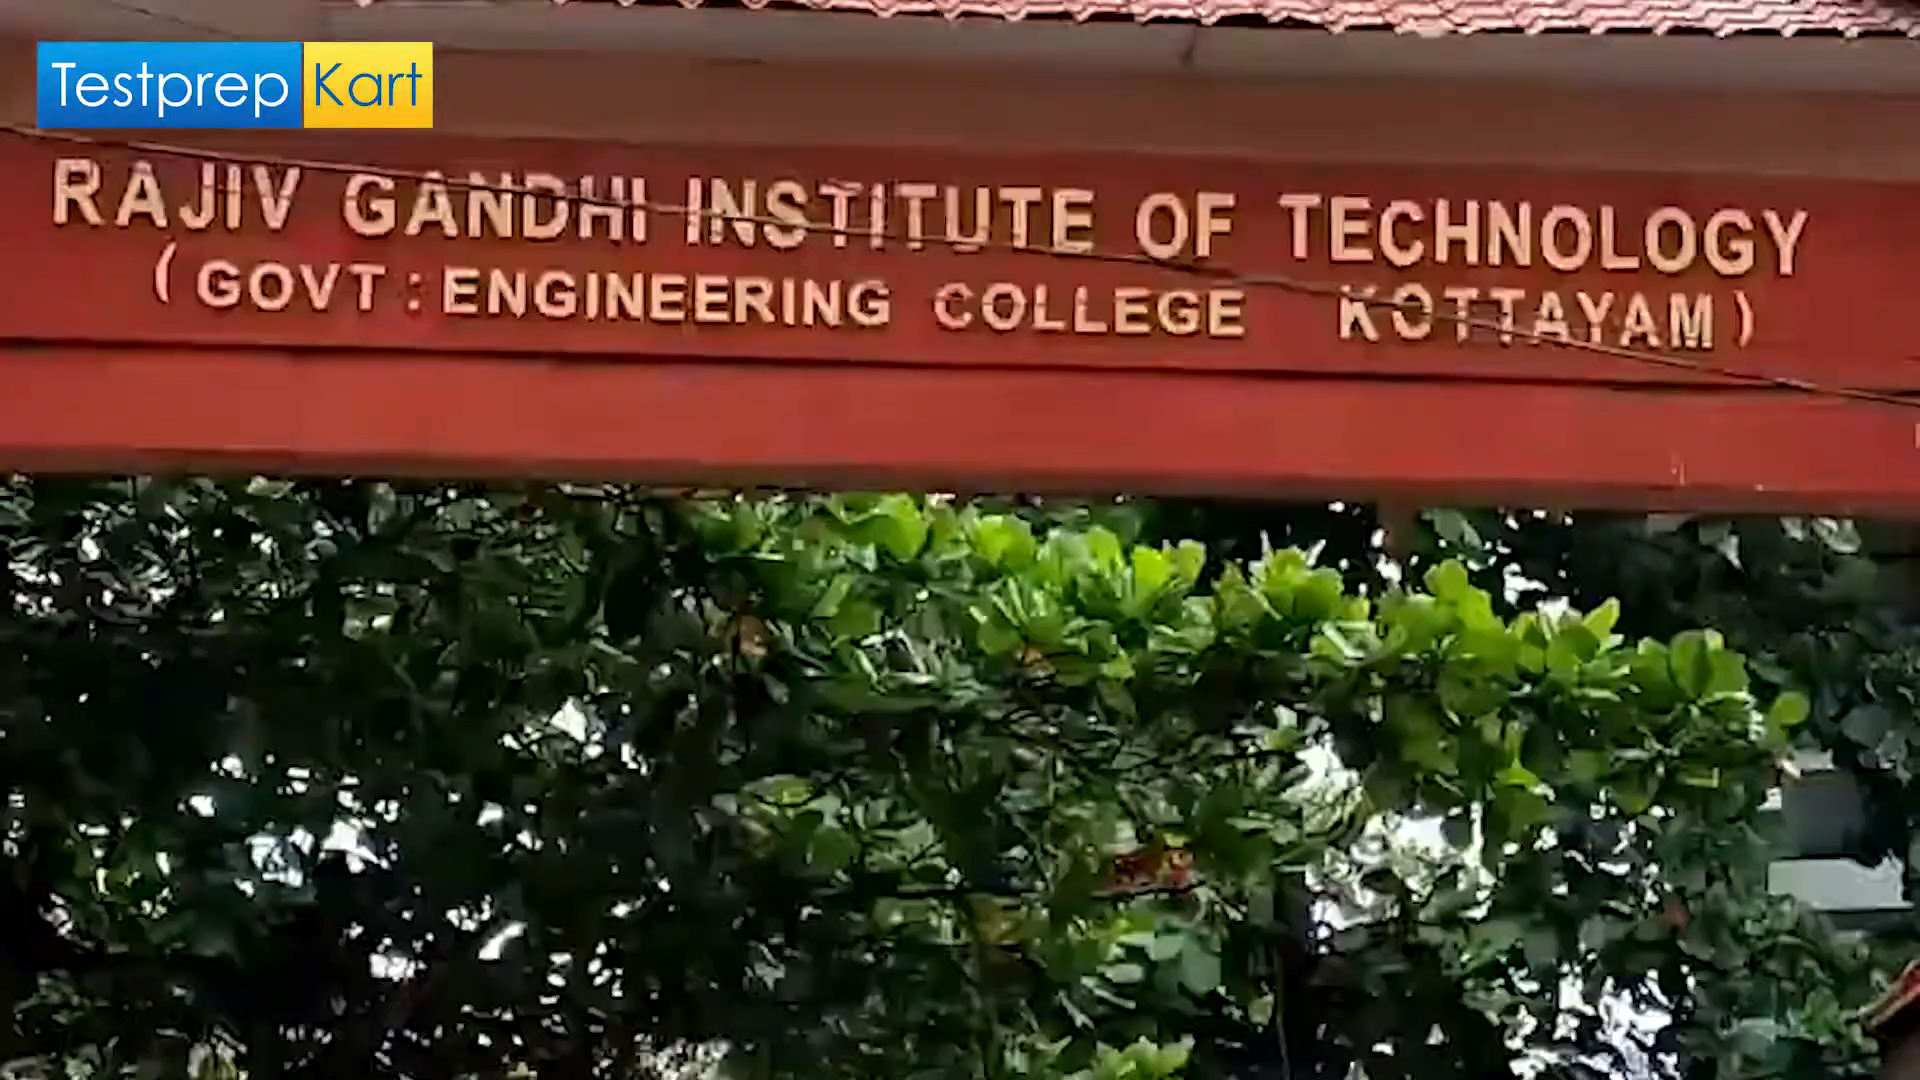 Testprep Kart
RAJIV GANDHI INSTITUTE OF TECHNOLOGY
(GOVT : ENGINEERING COLLEGE KOTTAYAM)